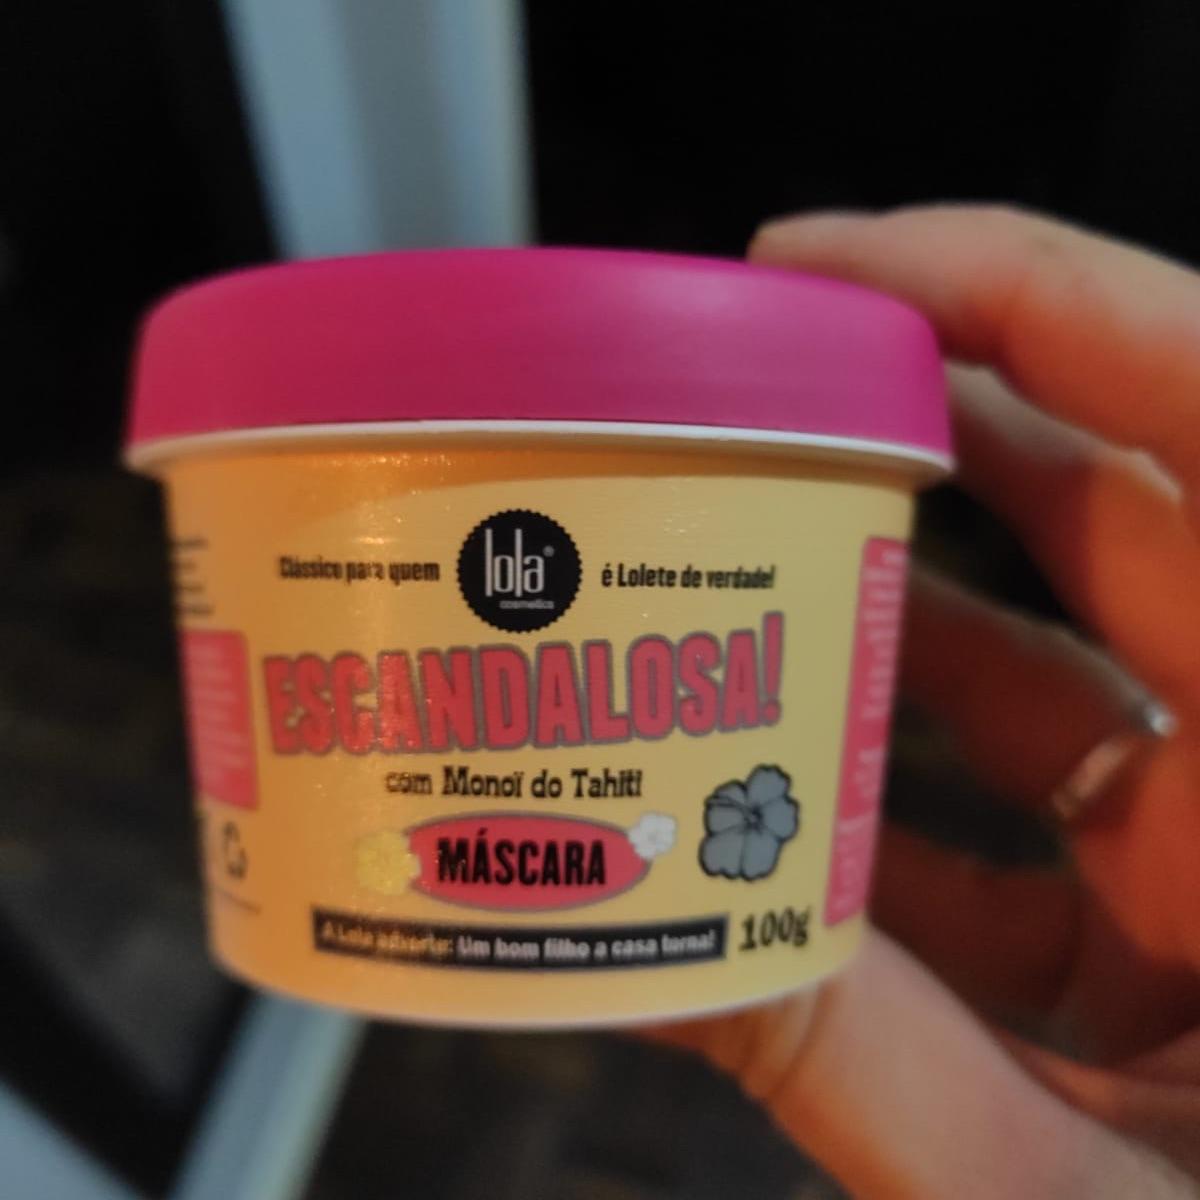 Clássico para quem
lola®
cosmetics
é Lolete de verdade!
ESCANDALOSA!
com Monoï do Tahiti
MÁSCARA
A Lola adverte: Um bom filho a casa torna!
100g